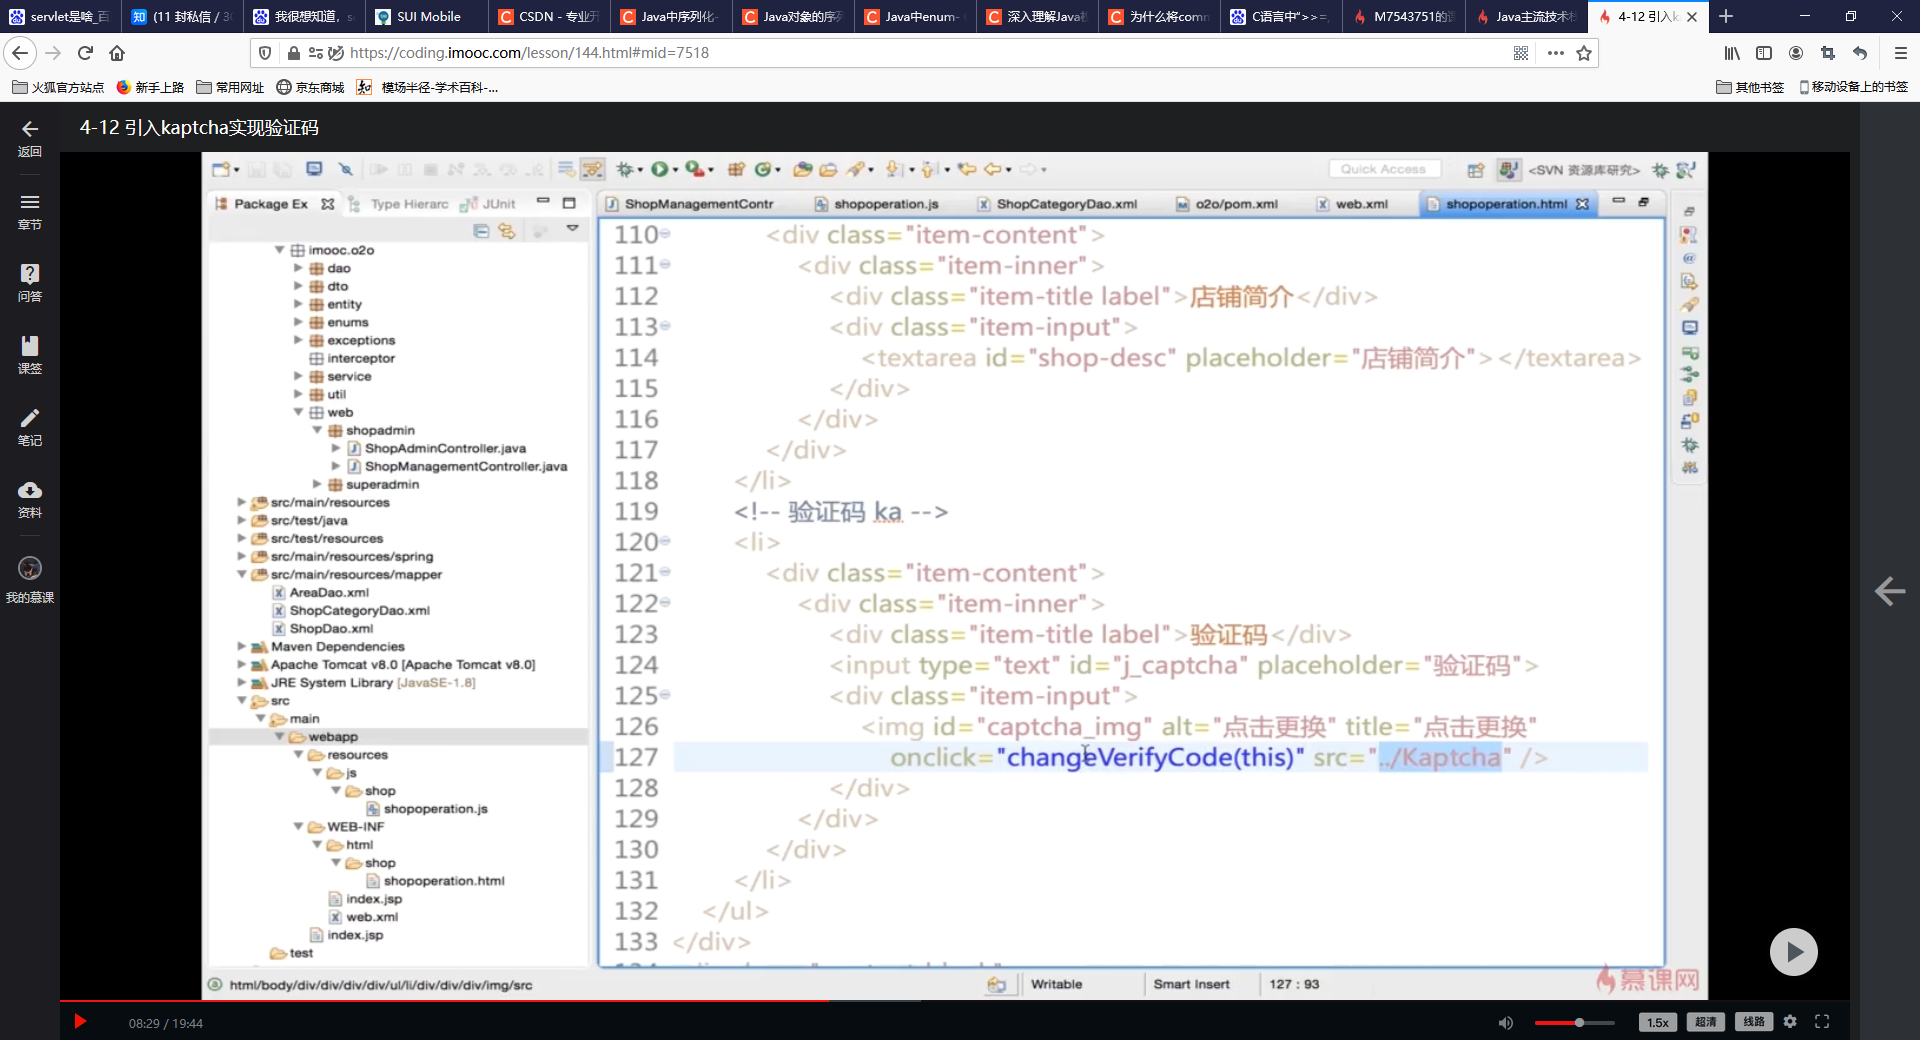 servlet是啥_百
(11 封私信 / 30
我很想知道,
SUI Mobile
CSDN - 专业开
Java中序列化-
Java对象的序列
Java中enum-
深入理解Java
为什么将com
C语言中“>>=,
M7543751的
Java主流技术
4-12 引入k
https://coding.imooc.com/lesson/144.html#mid=7518
火狐官方站点
新手上路
常用网址
京东商城
模场半径-学术百科-...
其他书签
移动设备上的书签
返回
章节
问答
课签
笔记
资料
我的慕课
4-12 引入kaptcha实现验证码
Quick Access
<SVN 资源库研究>
Package Ex
Type Hierarc
JUnit
ShopManagementContr
shopoperation.js
ShopCategoryDao.xml
o2o/pom.xml
web.xml
shopoperation.html
imooc.o2o
dao
dto
entity
enums
exceptions
interceptor
service
util
web
shopadmin
ShopAdminController.java
ShopManagementController.java
superadmin
src/main/resources
src/test/java
src/test/resources
src/main/resources/spring
src/main/resources/mapper
AreaDao.xml
ShopCategoryDao.xml
ShopDao.xml
Maven Dependencies
Apache Tomcat v8.0 [Apache Tomcat v8.0]
JRE System Library [JavaSE-1.8]
src
main
webapp
resources
js
shop
shopoperation.js
WEB-INF
html
shop
shopoperation.html
index.jsp
web.xml
index.jsp
test
110 <div class="item-content">
111 <div class="item-inner">
112 <div class="item-title label">店铺简介</div>
113 <div class="item-input">
114 <textarea id="shop-desc" placeholder="店铺简介"></textarea>
115 </div>
116 </div>
117 </div>
118 </li>
119 <!-- 验证码 ka -->
120 <li>
121 <div class="item-content">
122 <div class="item-inner">
123 <div class="item-title label">验证码</div>
124 <input type="text" id="j_captcha" placeholder="验证码">
125 <div class="item-input">
126 <img id="captcha_img" alt="点击更换" title="点击更换"
127 onclick="changeVerifyCode(this)" src="../Kaptcha" />
128 </div>
129 </div>
130 </div>
131 </li>
132 </ul>
133 </div>
html/body/div/div/div/div/ul/li/div/div/div/img/src
Writable
Smart Insert
127 : 93
慕课网
08:29 / 19:44
1.5x
超清
线路